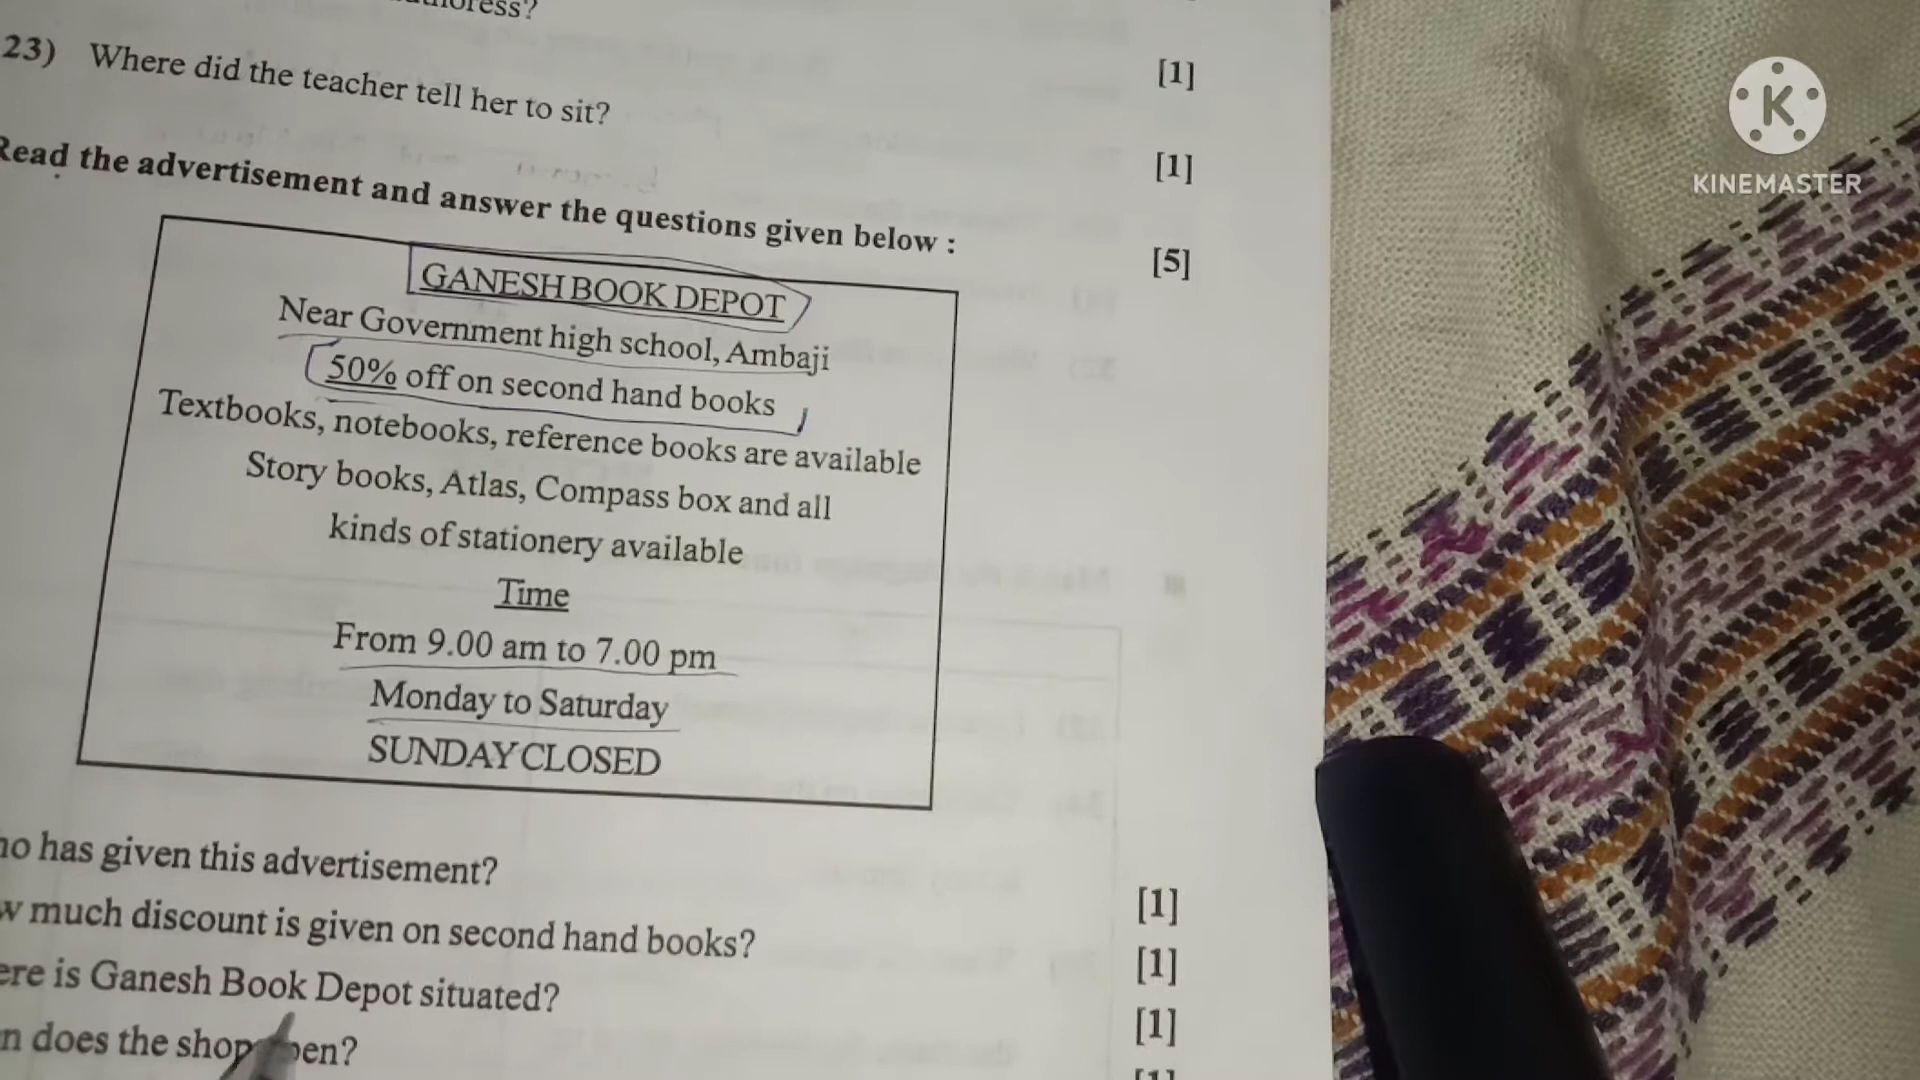 23) Where did the teacher tell her to sit? [1]
[1]
Read the advertisement and answer the questions given below : [5]
GANESH BOOK DEPOT
Near Government high school, Ambaji
50% off on second hand books
Textbooks, notebooks, reference books are available
Story books, Atlas, Compass box and all
kinds of stationery available
Time
From 9.00 am to 7.00 pm
Monday to Saturday
SUNDAY CLOSED
has given this advertisement? [1]
much discount is given on second hand books? [1]
is Ganesh Book Depot situated? [1]
does the shop
K
KINEMASTER